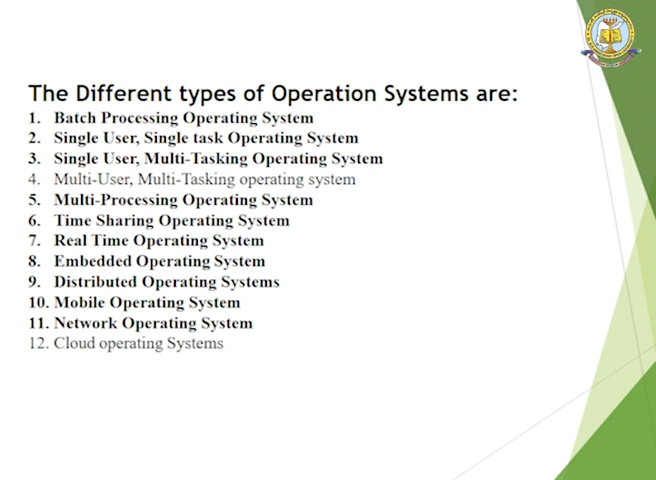 The Different types of Operation Systems are:
1. Batch Processing Operating System
2. Single User, Single task Operating System
3. Single User, Multi-Tasking Operating System
4. Multi-User, Multi-Tasking operating system
5. Multi-Processing Operating System
6. Time Sharing Operating System
7. Real Time Operating System
8. Embedded Operating System
9. Distributed Operating Systems
10. Mobile Operating System
11. Network Operating System
12. Cloud operating Systems